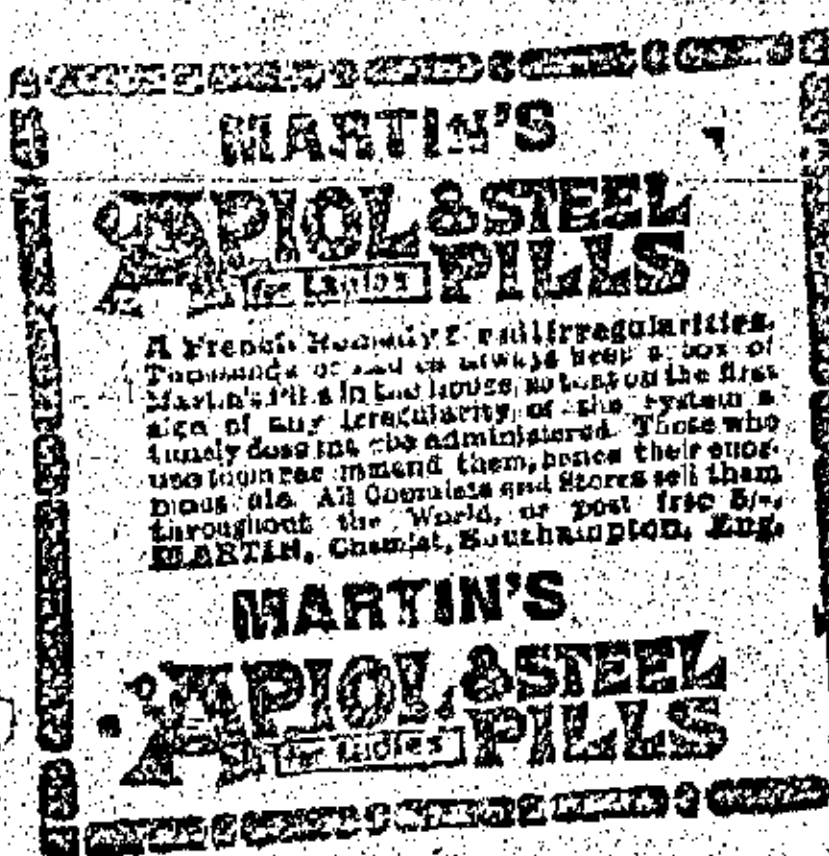 MARTIN'S
APIOL & STEEL
for Ladies PILLS
A French Remedy for all Irregularities.
Thousands of always keep a box of
Martin's Pills in the house, so that on the first
sign of any Irregularity of the System a
timely dose may be administered. Those who
use them recommend them, hence their enor-
mous sale. All Chemists and Stores sell them
throughout the World, or post free 5/-.
MARTIN, Chemist, Southampton, Eng.
MARTIN'S
APIOL & STEEL
for Ladies PILLS